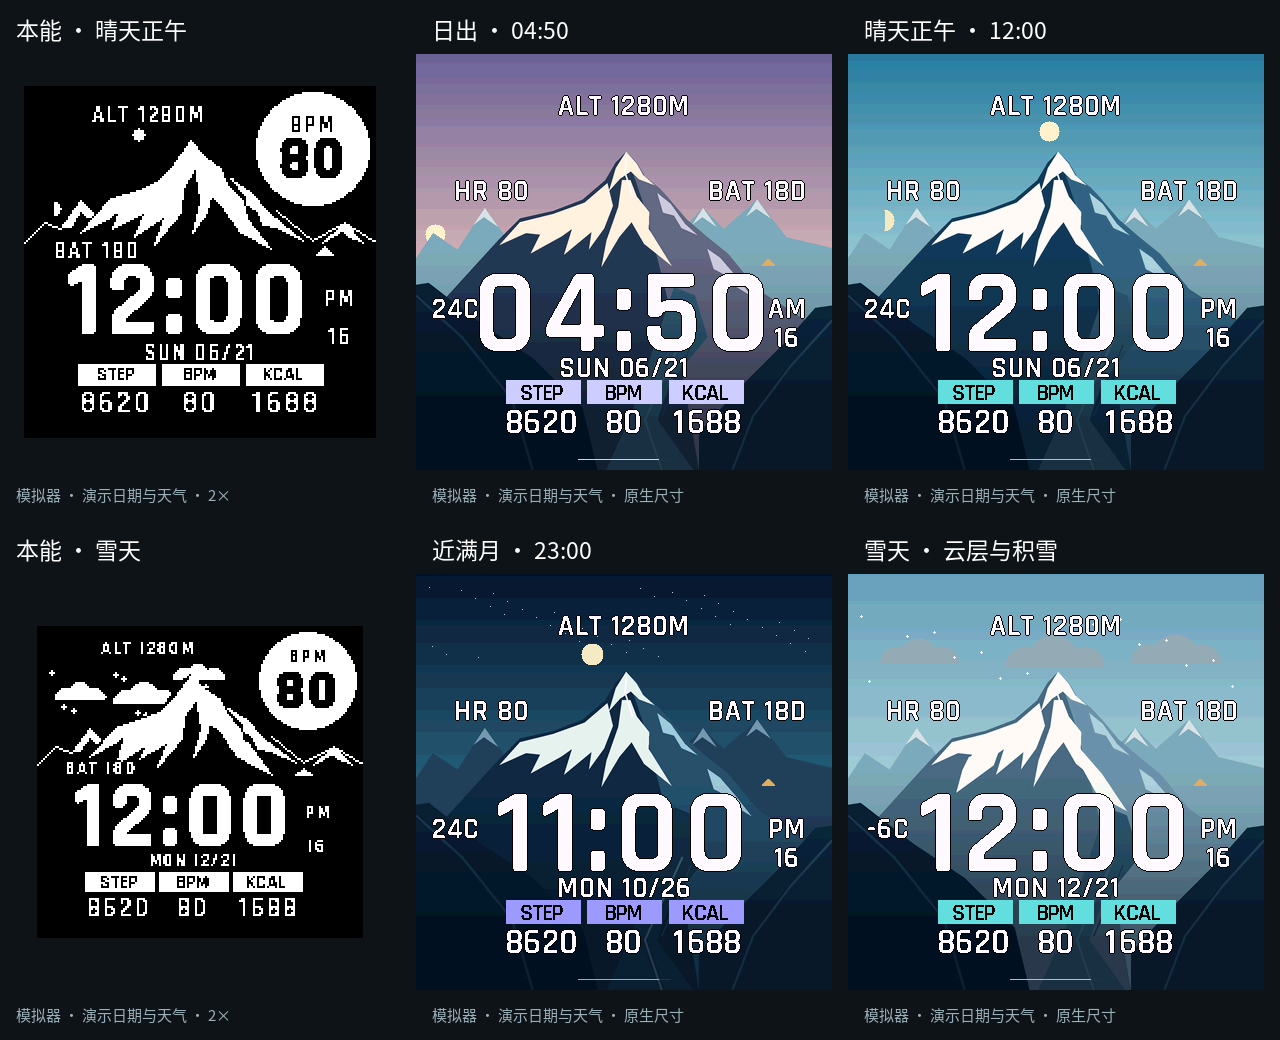 本能 · 晴天正午
ALT 1280M
BPM
80
BAT 18D
12:00
PM
16
SUN 06/21
STEP BPM KCAL
8620 80 1688
模拟器 · 演示日期与天气 · 2×
日出 · 04:50
ALT 1280M
HR 80 BAT 18D
24C 04:50 AM
16
SUN 06/21
STEP BPM KCAL
8620 80 1688
模拟器 · 演示日期与天气 · 原生尺寸
晴天正午 · 12:00
ALT 1280M
HR 80 BAT 18D
24C 12:00 PM
16
SUN 06/21
STEP BPM KCAL
8620 80 1688
模拟器 · 演示日期与天气 · 原生尺寸
本能 · 雪天
ALT 1280M
BPM
80
BAT 18D
12:00
PM
16
MON 12/21
STEP BPM KCAL
8620 80 1688
模拟器 · 演示日期与天气 · 2×
近满月 · 23:00
ALT 1280M
HR 80 BAT 18D
24C 11:00 PM
16
MON 10/26
STEP BPM KCAL
8620 80 1688
模拟器 · 演示日期与天气 · 原生尺寸
雪天 · 云层与积雪
ALT 1280M
HR 80 BAT 18D
-6C 12:00 PM
16
MON 12/21
STEP BPM KCAL
8620 80 1688
模拟器 · 演示日期与天气 · 原生尺寸